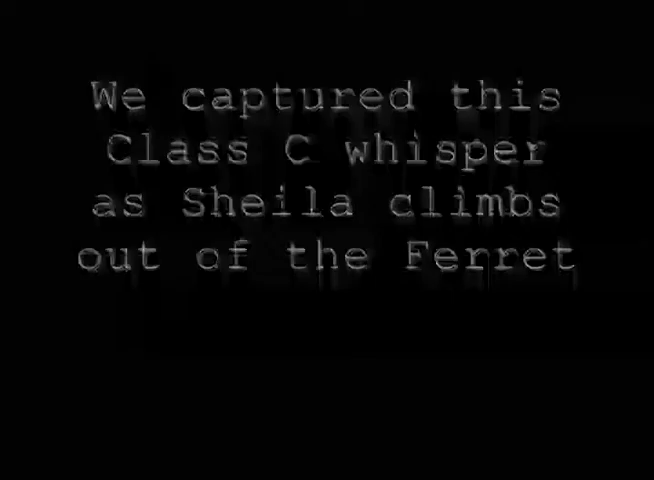 We captured this
Class C whisper
as Sheila climbs
out of the Ferret